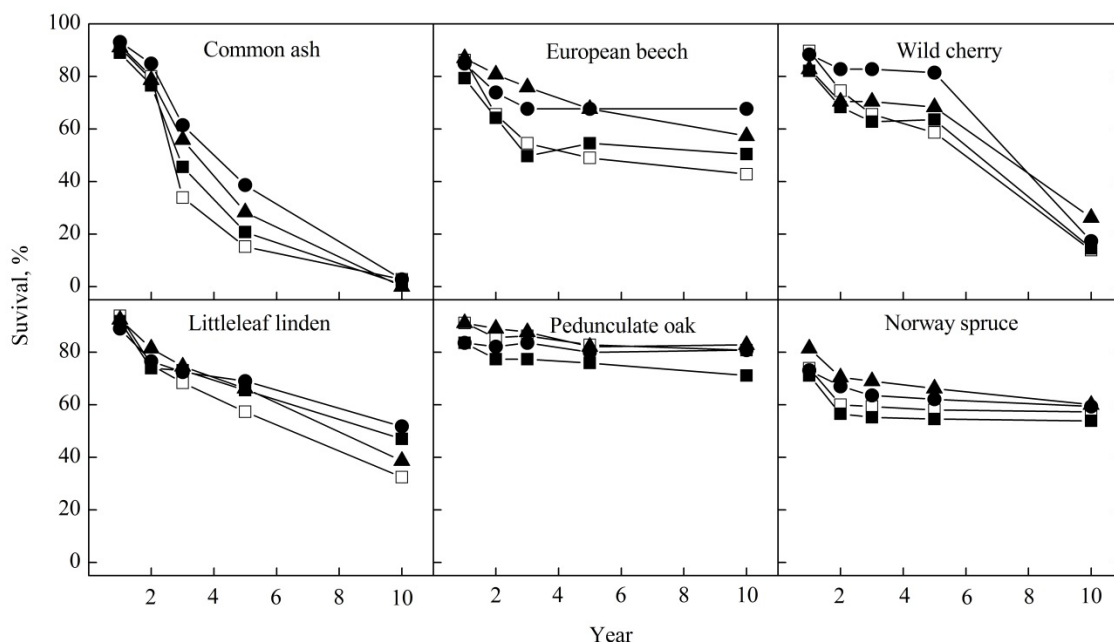 100
80
60
40
20
0
Common ash
European beech
Wild cherry
Suvival, %
80
60
40
20
0
Littleleaf linden
Pedunculate oak
Norway spruce
2 4 6 8 10 2 4 6 8 10 2 4 6 8 10
Year